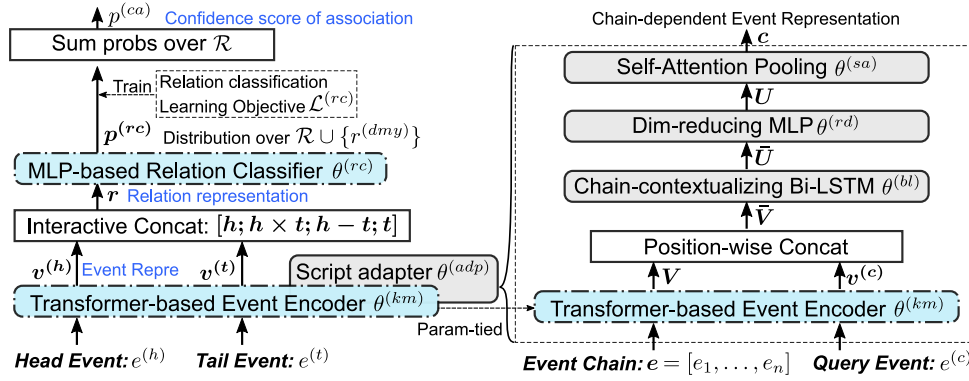 p^{(ca)} Confidence score of association
Sum probs over ℛ
Train
Relation classification
Learning Objective ℒ^{(rc)}
p^{(rc)} Distribution over ℛ ∪ {r^{(dmy)}}
MLP-based Relation Classifier θ^{(rc)}
r Relation representation
Interactive Concat: [h; h × t; h − t; t]
v^{(h)} Event Repre v^{(t)}
Script adapter θ^{(adp)}
Transformer-based Event Encoder θ^{(km)}
Param-tied
Head Event: e^{(h)} Tail Event: e^{(t)}
Chain-dependent Event Representation
c
Self-Attention Pooling θ^{(sa)}
U
Dim-reducing MLP θ^{(rd)}
Ū
Chain-contextualizing Bi-LSTM θ^{(bl)}
V̄
Position-wise Concat
V v^{(c)}
Transformer-based Event Encoder θ^{(km)}
Event Chain: e = [e_1, . . . , e_n] Query Event: e^{(c)}